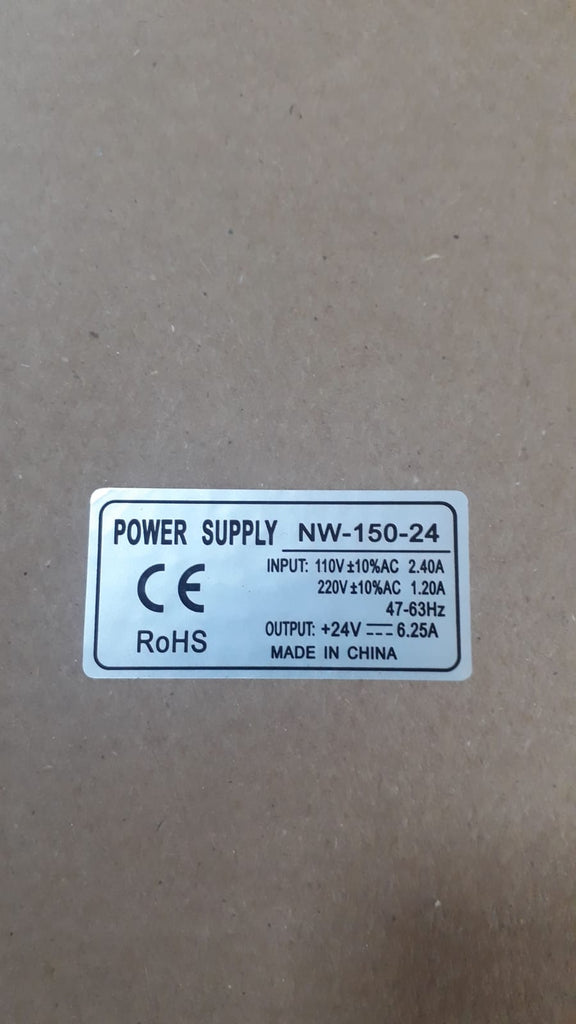 POWER SUPPLY NW-150-24
INPUT: 110V±10%AC 2.40A
220V±10%AC 1.20A
47-63Hz
CE
OUTPUT: +24V⎓6.25A
RoHS
MADE IN CHINA